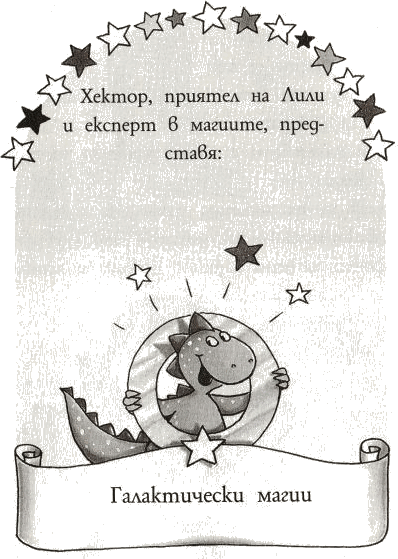 Хектор, приятел на Лили
и експерт в магиите, пред-
ставя:
Галактически магии